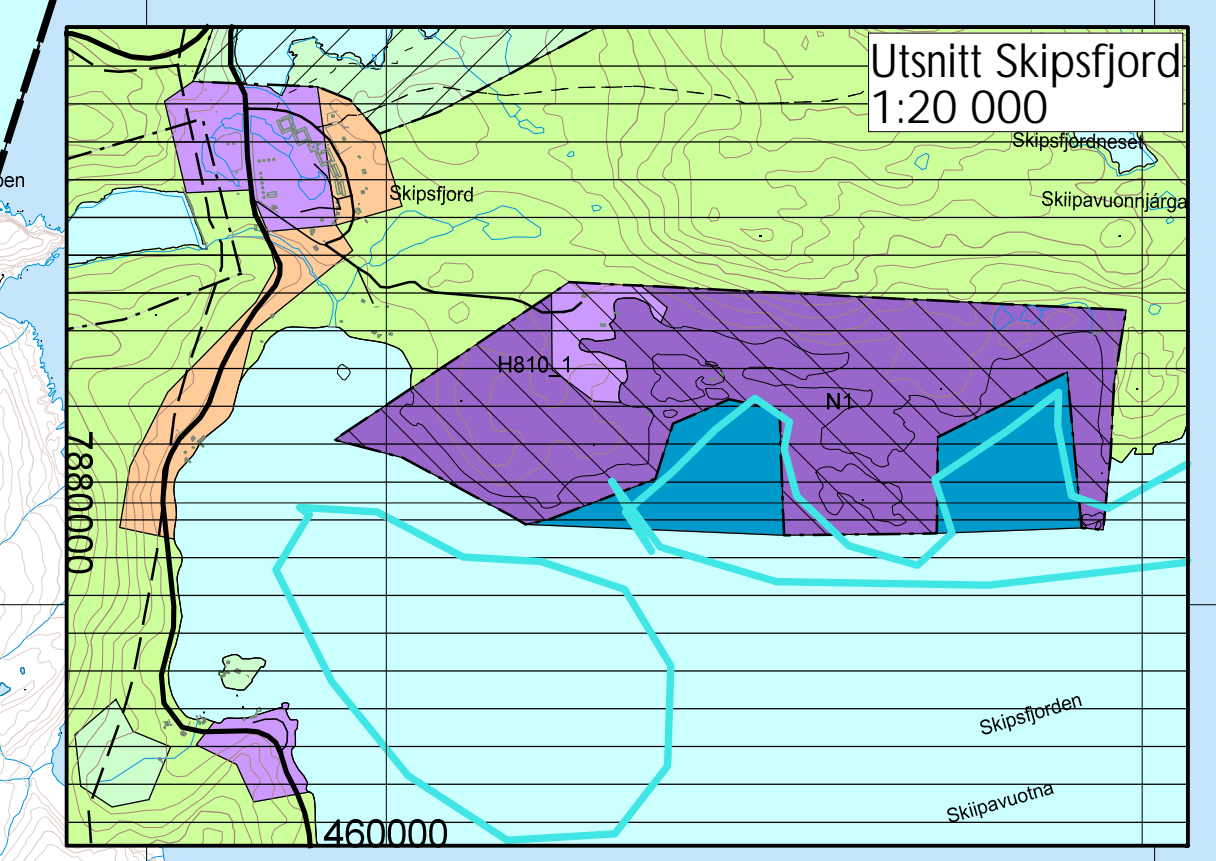 Utsnitt Skipsfjord
1:20 000
Skipsfjordneset
Skiipavuonnjárga
Skipsfjord
H810_1
N1
7880000
Skipsfjorden
Skiipavuotna
460000